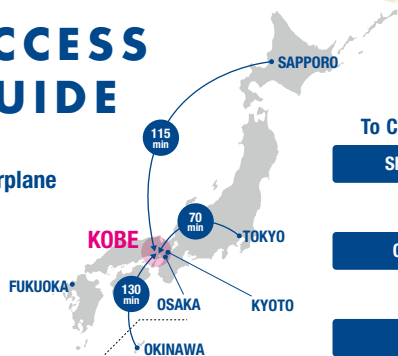 CCESS
UIDE
rplane
SAPPORO
115
min
To C
S
70
min
KOBE
TOKYO
FUKUOKA
130
min
OSAKA
KYOTO
OKINAWA